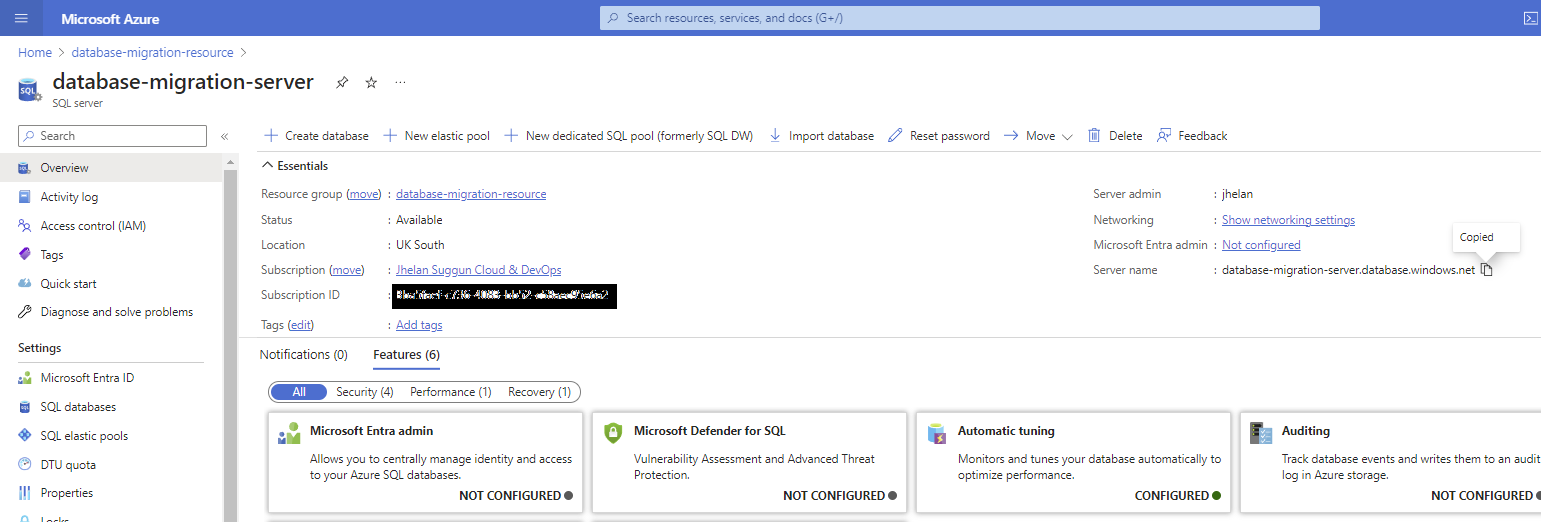 Microsoft Azure
Search resources, services, and docs (G+/)
Home > database-migration-resource >
SQL
database-migration-server
SQL server
Search
Overview
Activity log
Access control (IAM)
Tags
Quick start
Diagnose and solve problems
Settings
Microsoft Entra ID
SQL databases
SQL elastic pools
DTU quota
Properties
Locks
Create database New elastic pool New dedicated SQL pool (formerly SQL DW) Import database Reset password Move Delete Feedback
Essentials
Resource group (move) : database-migration-resource
Status : Available
Location : UK South
Subscription (move) : Jhelan Suggun Cloud & DevOps
Subscription ID :
Tags (edit) : Add tags
Server admin : jhelan
Networking : Show networking settings
Microsoft Entra admin : Not configured
Server name : database-migration-server.database.windows.net
Copied
Notifications (0) Features (6)
All Security (4) Performance (1) Recovery (1)
Microsoft Entra admin
Allows you to centrally manage identity and access
to your Azure SQL databases.
NOT CONFIGURED
Microsoft Defender for SQL
Vulnerability Assessment and Advanced Threat
Protection.
NOT CONFIGURED
Automatic tuning
Monitors and tunes your database automatically to
optimize performance.
CONFIGURED
Auditing
Track database events and writes them to an audit
log in Azure storage.
NOT CONFIGURED